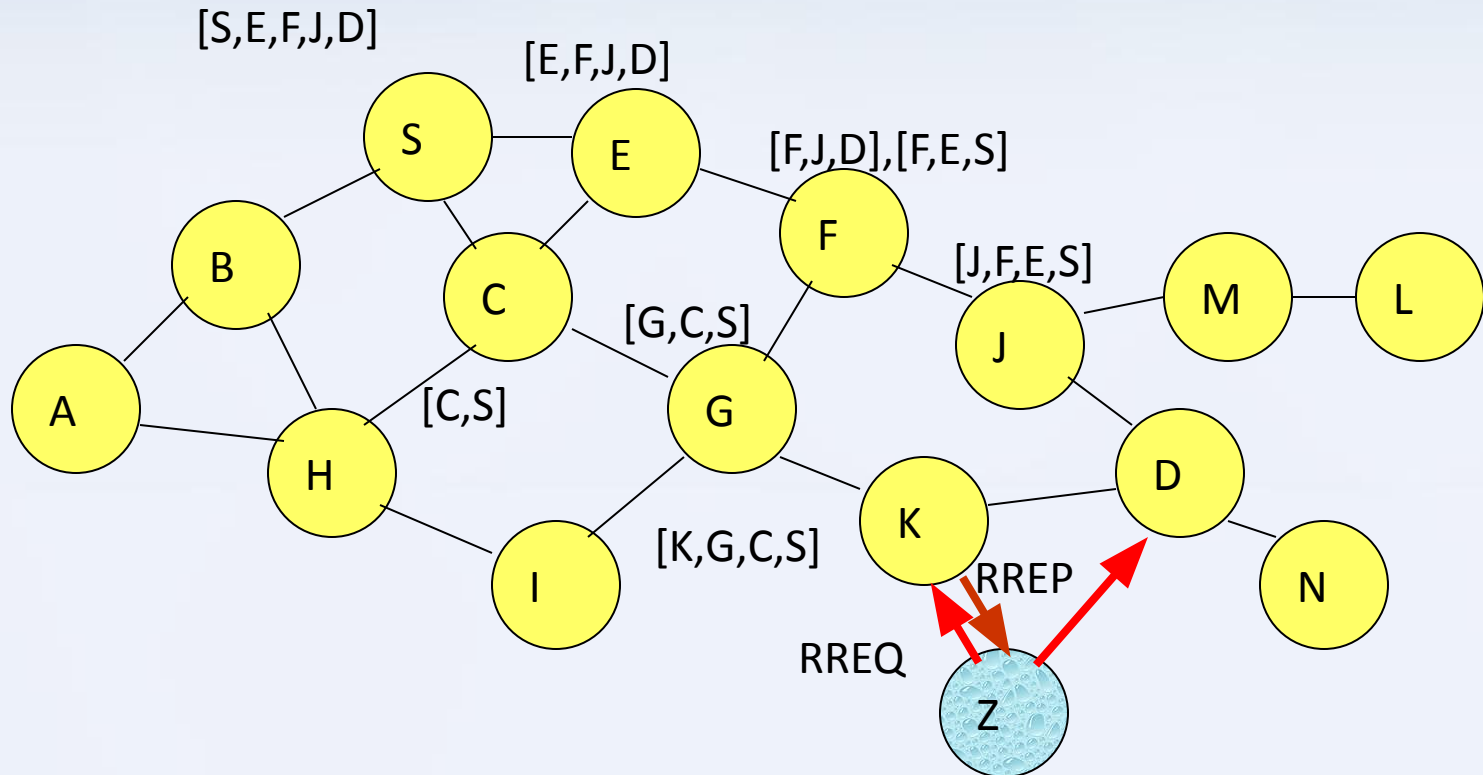 [S,E,F,J,D]
[E,F,J,D]
S
E
[F,J,D],[F,E,S]
F
B
[J,F,E,S]
C
M
L
[G,C,S]
J
A
[C,S]
G
H
D
K
[K,G,C,S]
I
RREP
N
RREQ
Z